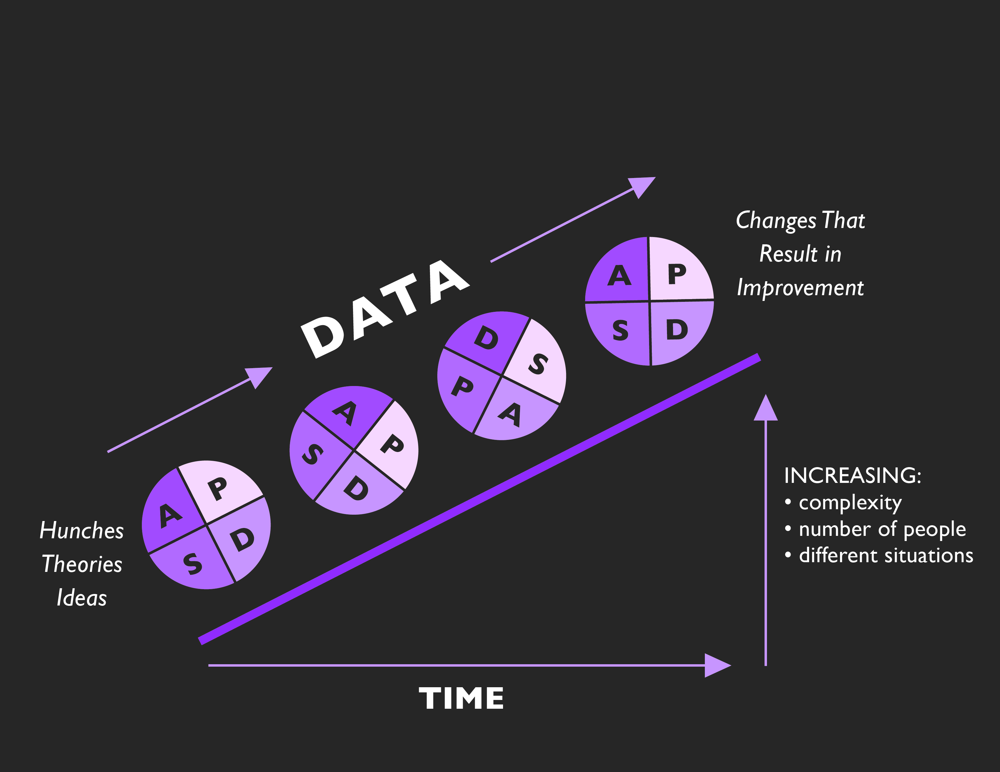 DATA
Changes That
Result in
Improvement
A P
S D
D S
P A
A P
S D
A P
S D
Hunches
Theories
Ideas
INCREASING:
• complexity
• number of people
• different situations
TIME